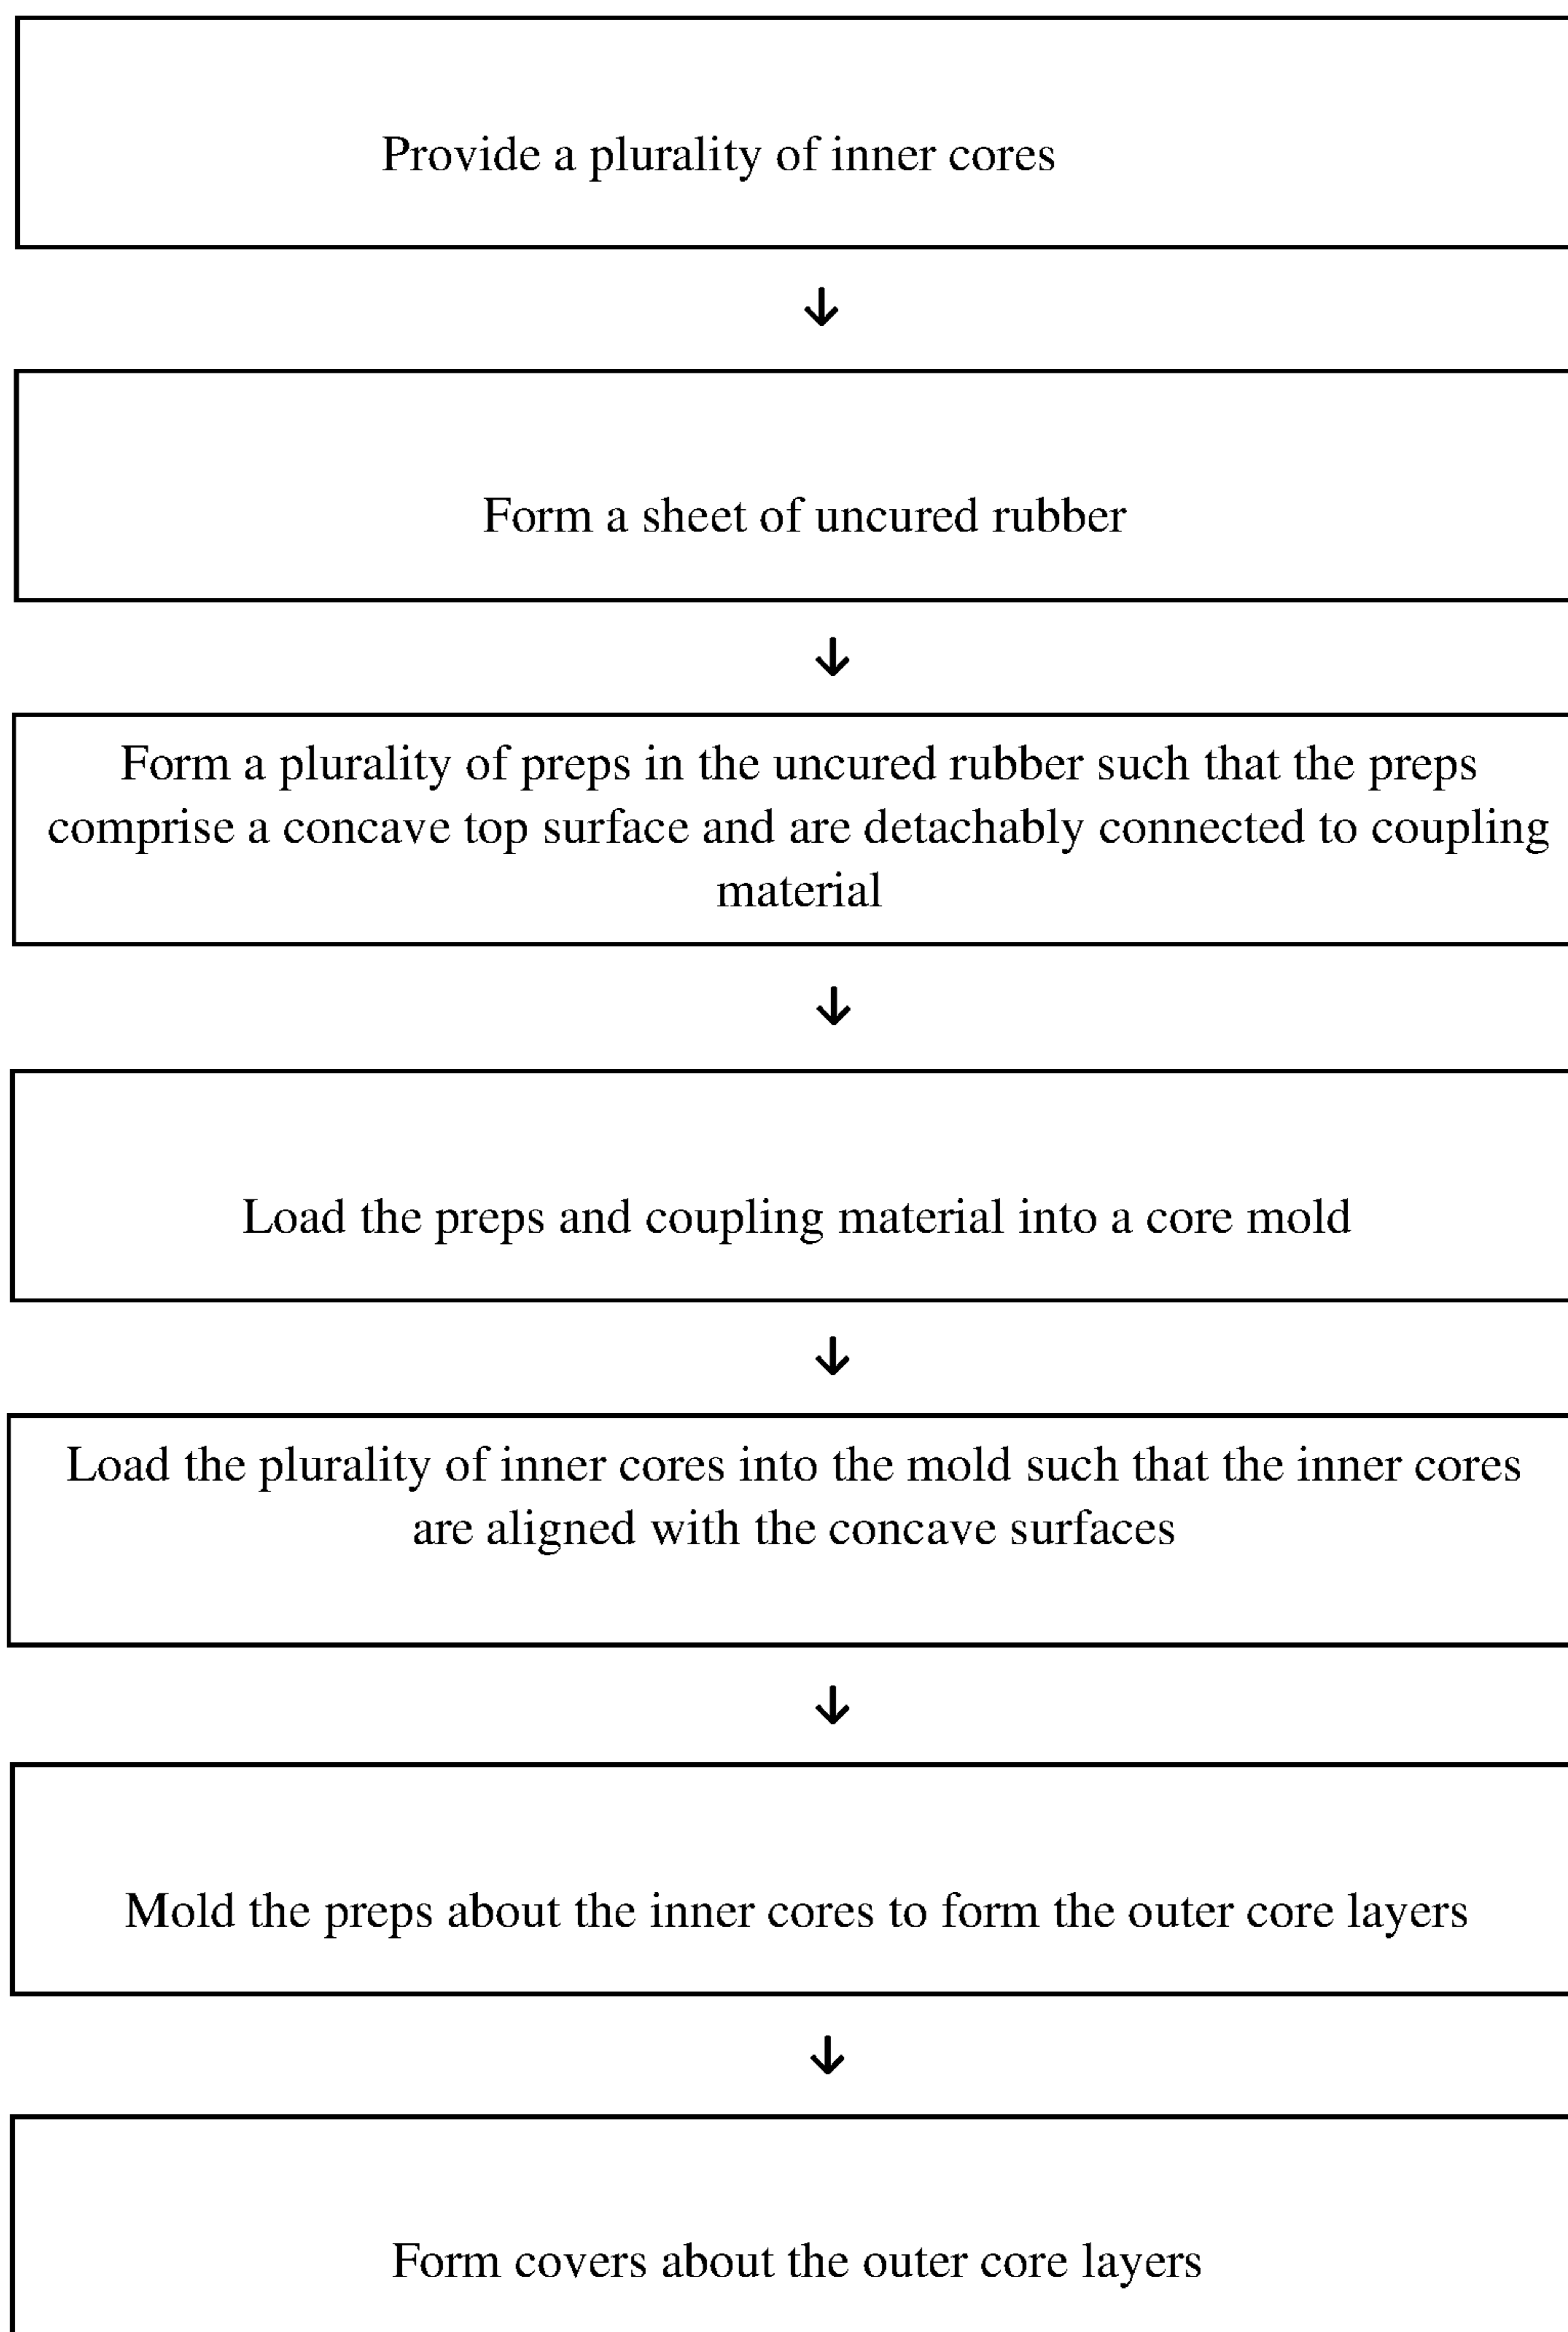 Provide a plurality of inner cores
↓
Form a sheet of uncured rubber
↓
Form a plurality of preps in the uncured rubber such that the preps
comprise a concave top surface and are detachably connected to coupling
material
↓
Load the preps and coupling material into a core mold
↓
Load the plurality of inner cores into the mold such that the inner cores
are aligned with the concave surfaces
↓
Mold the preps about the inner cores to form the outer core layers
↓
Form covers about the outer core layers